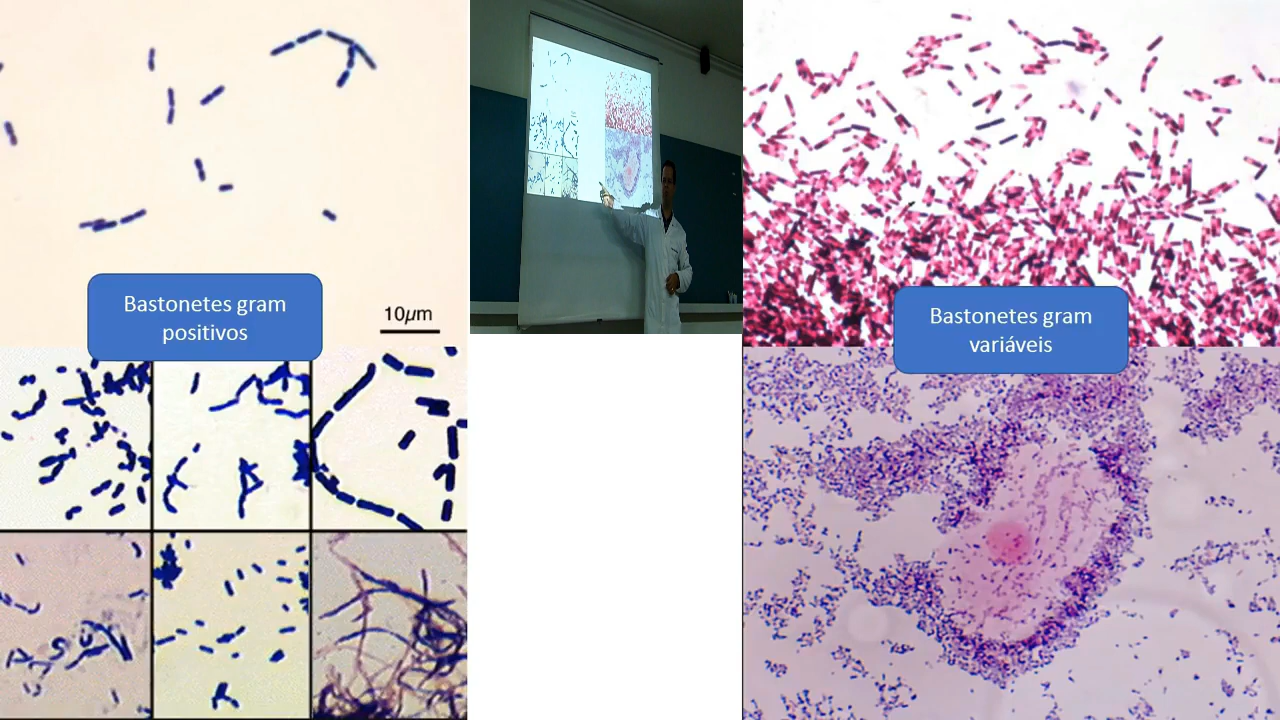 Bastonetes gram
positivos
10µm
Bastonetes gram
variáveis